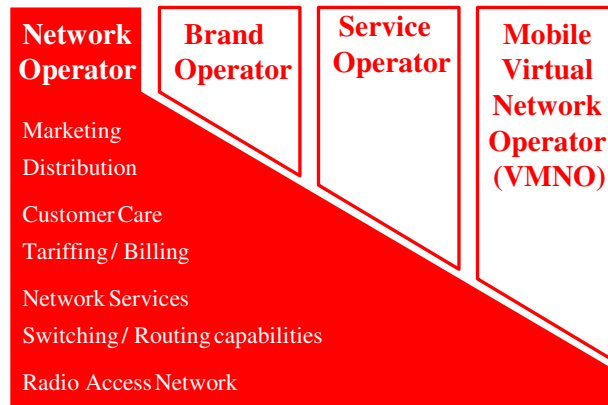 Network
Operator
Brand
Operator
Service
Operator
Mobile
Virtual
Network
Operator
(VMNO)
Marketing
Distribution
Customer Care
Tariffing / Billing
Network Services
Switching / Routing capabilities
Radio Access Network